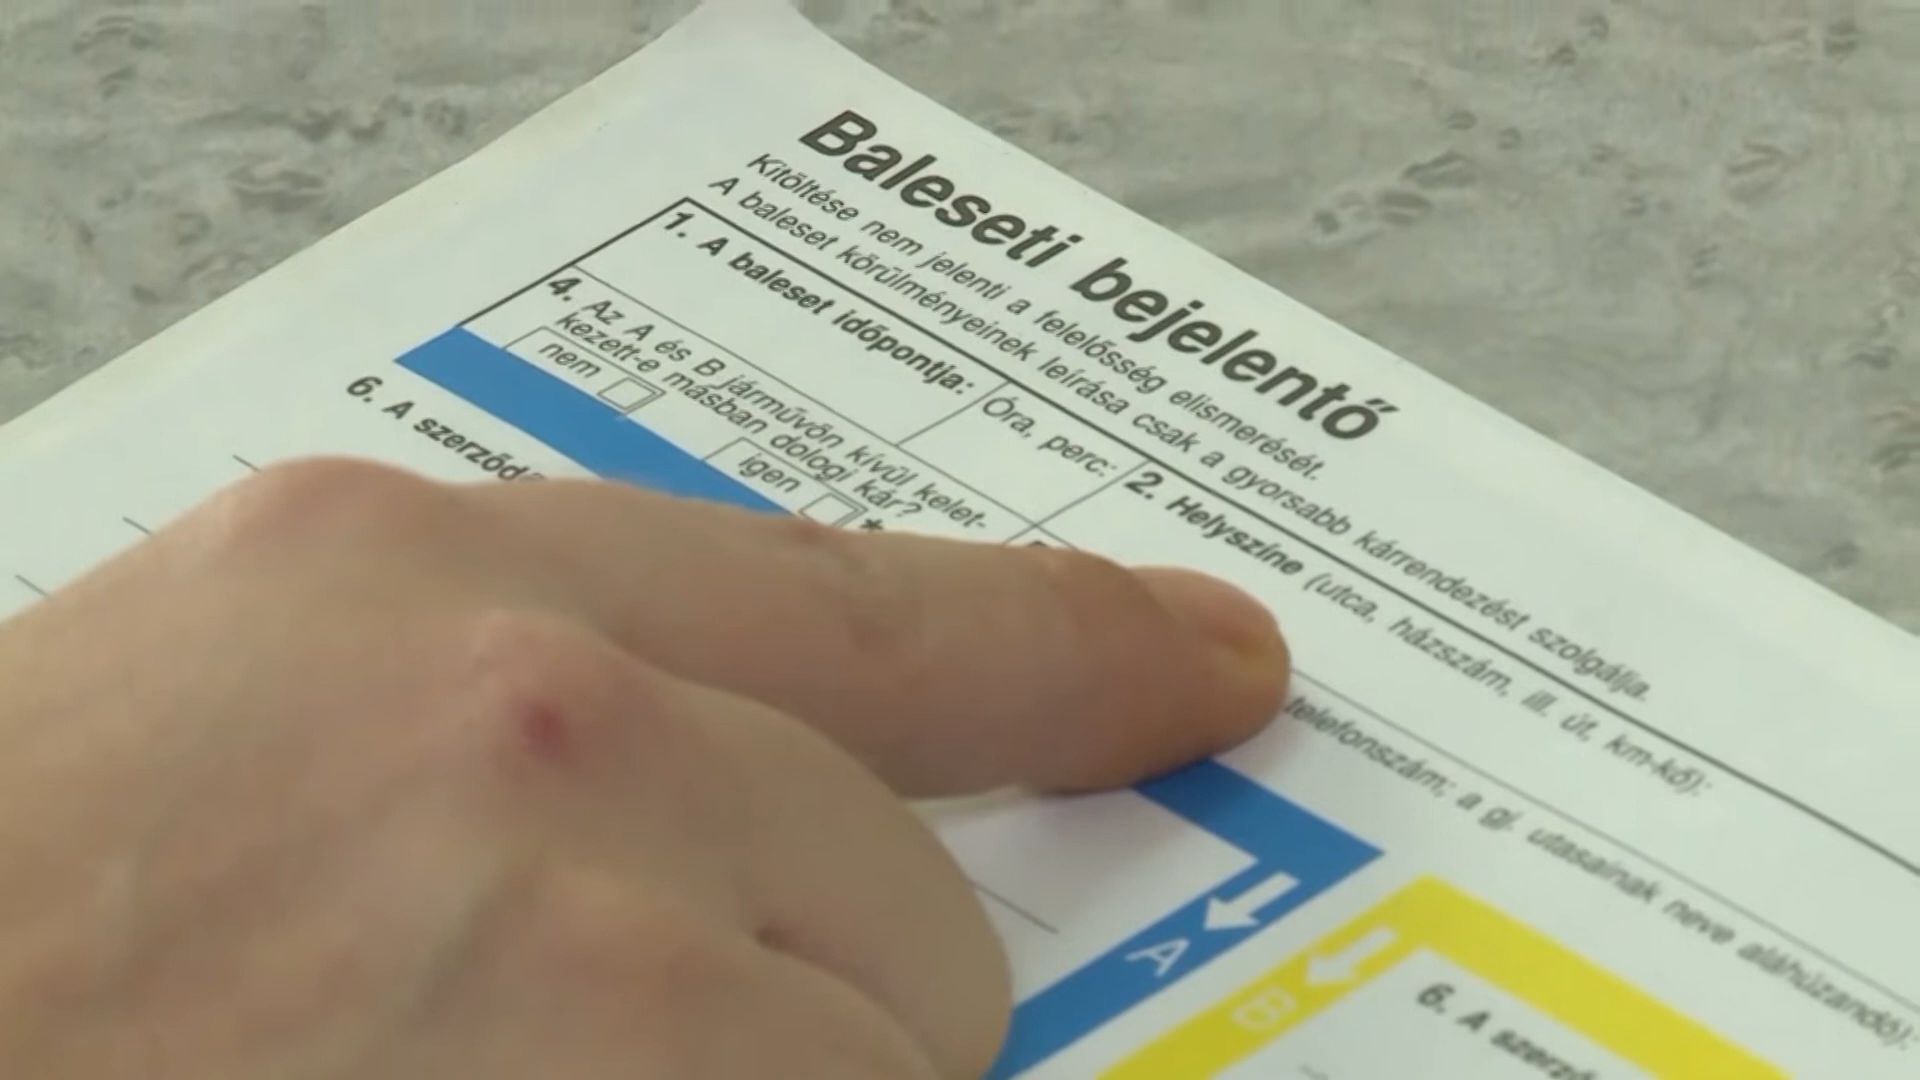 Baleseti bejelentő
Kitöltése nem jelenti a felelősség elismerését.
A baleset körülményeinek leírása csak a gyorsabb kárrendezést szolgálja.
1. A baleset időpontja:
Óra, perc:
2. Helyszíne (utca, házszám, ill. út, km-kő):
4. Az A és B járművön kívül kelet-
kezett-e másban dologi kár?
nem
igen *
telefonszám; a gj. utasainak neve aláhúzandó):
6. A
A
B
6. A